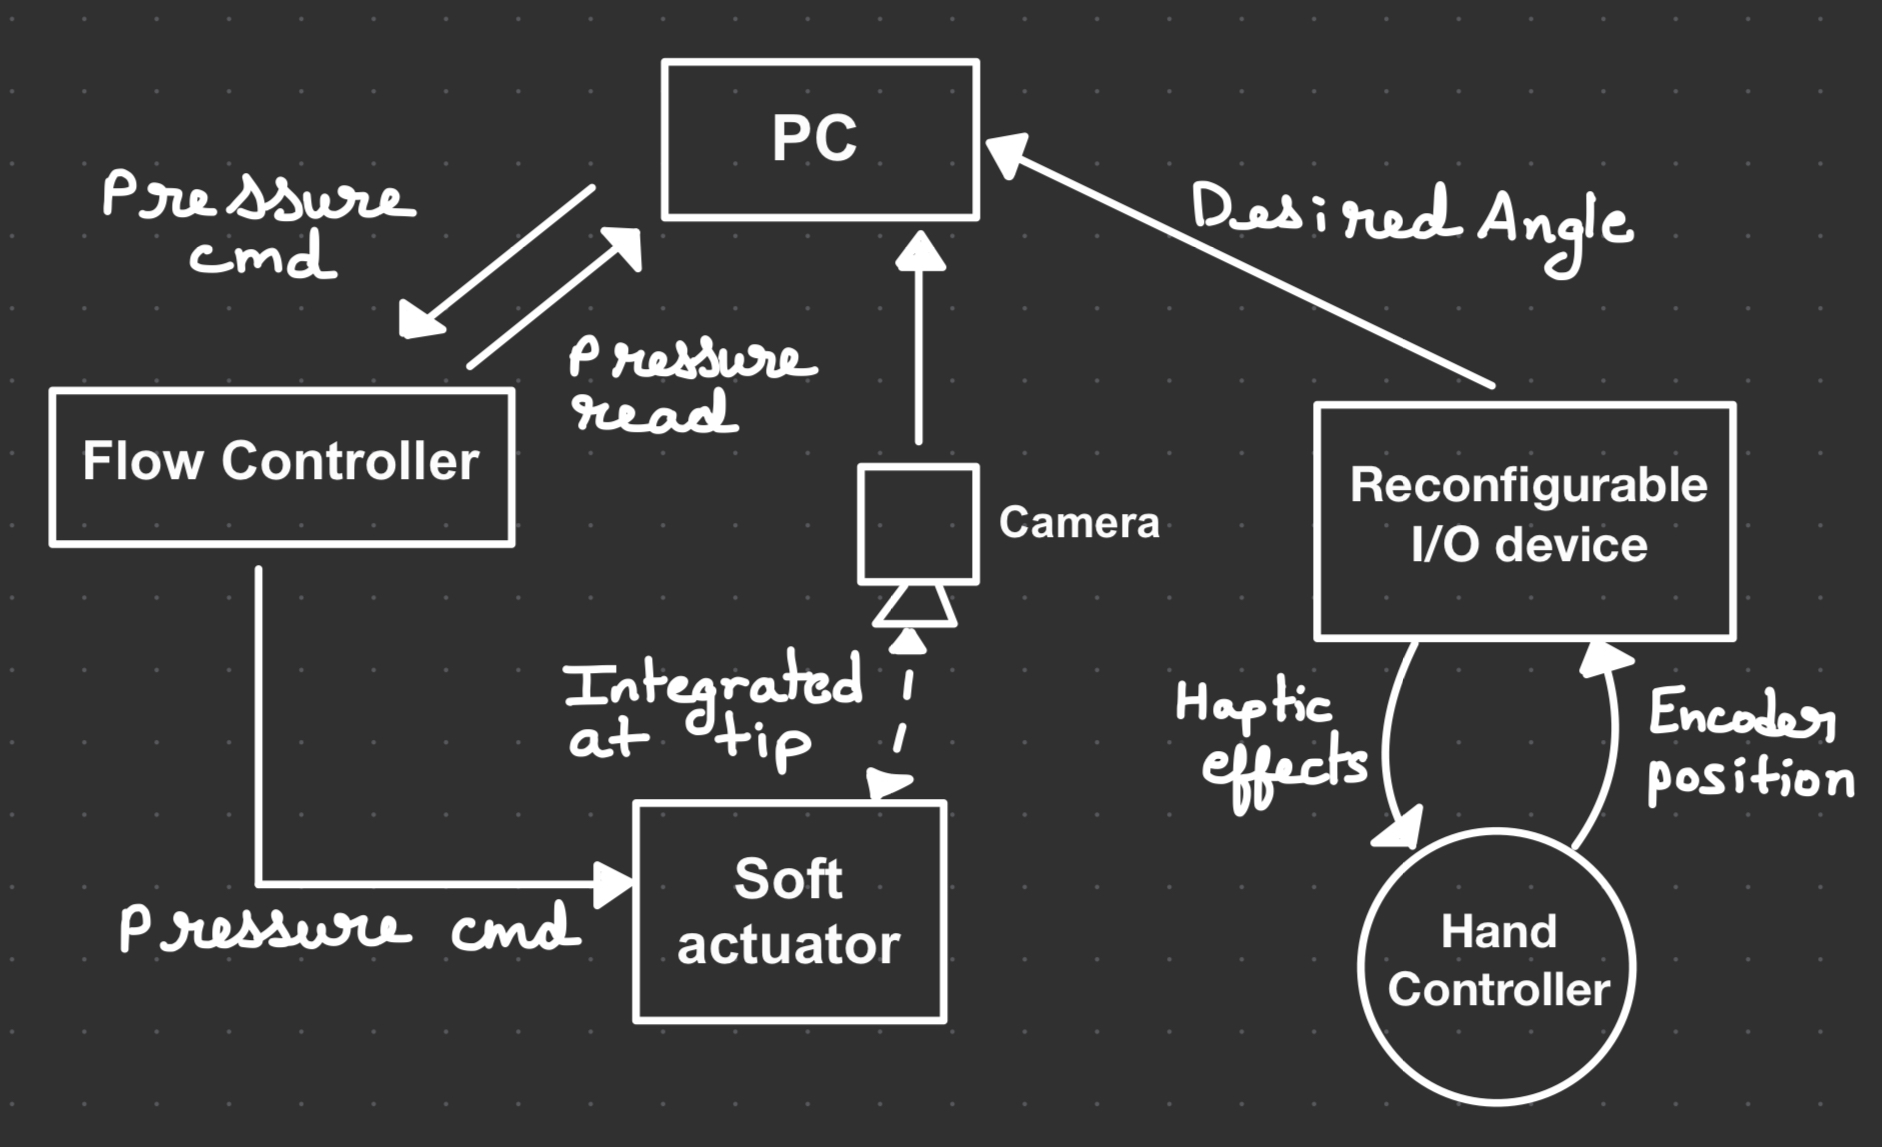 PC
Pressure
cmd
Desired Angle
Pressure
read
Flow Controller
Camera
Reconfigurable
I/O device
Integrated
at tip
Haptic
effects
Encoder
position
Soft
actuator
Pressure cmd
Hand
Controller